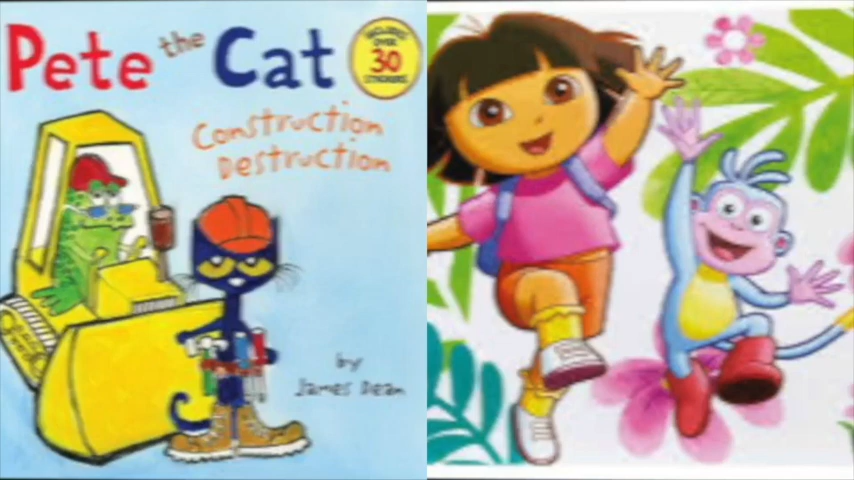 Pete the Cat
INCLUDES
OVER
30
STICKERS
Construction
Destruction
by
James Dean